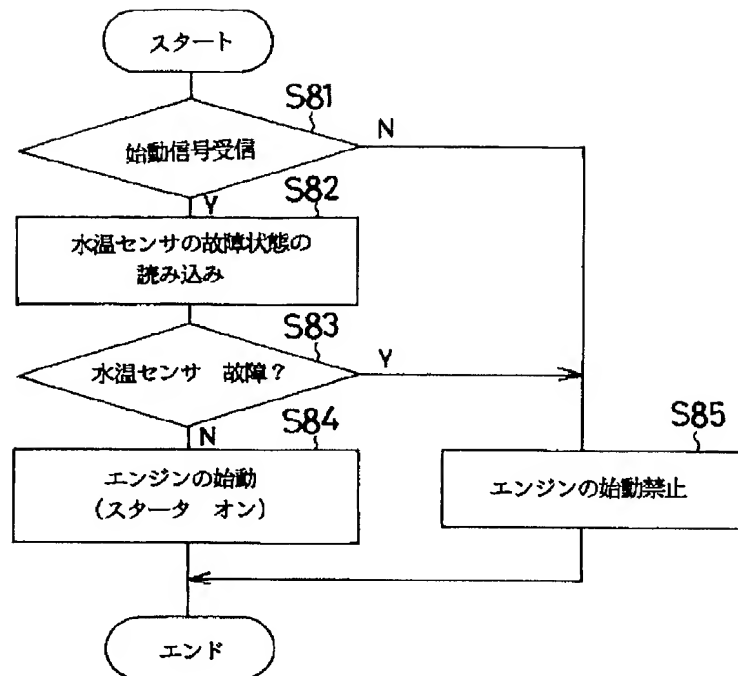 スタート
S81
始動信号受信
N
Y
S82
水温センサの故障状態の
読み込み
S83
水温センサ 故障?
Y
N
S84
エンジンの始動
(スタータ オン)
S85
エンジンの始動禁止
エンド